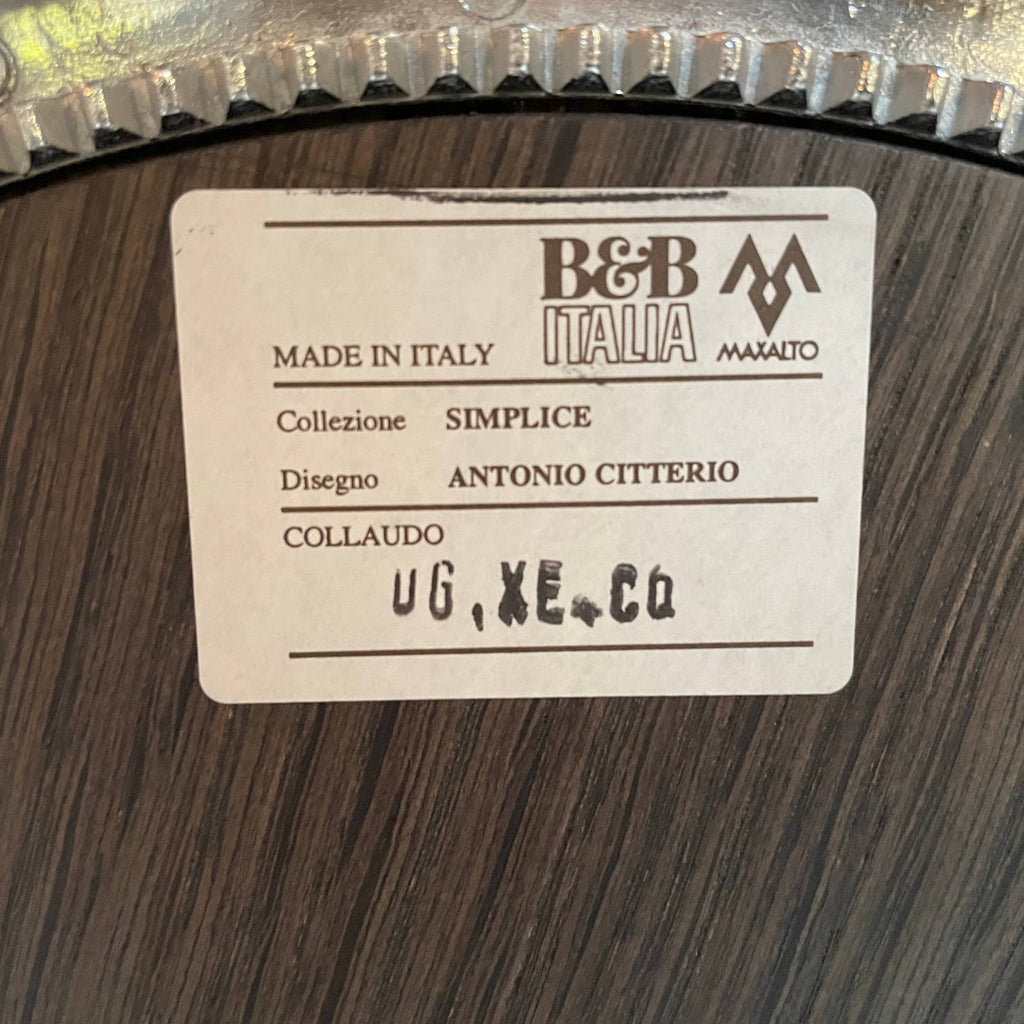 B&B
ITALIA
MAXALTO
MADE IN ITALY
Collezione SIMPLICE
Disegno ANTONIO CITTERIO
COLLAUDO
UG, XE. CQ